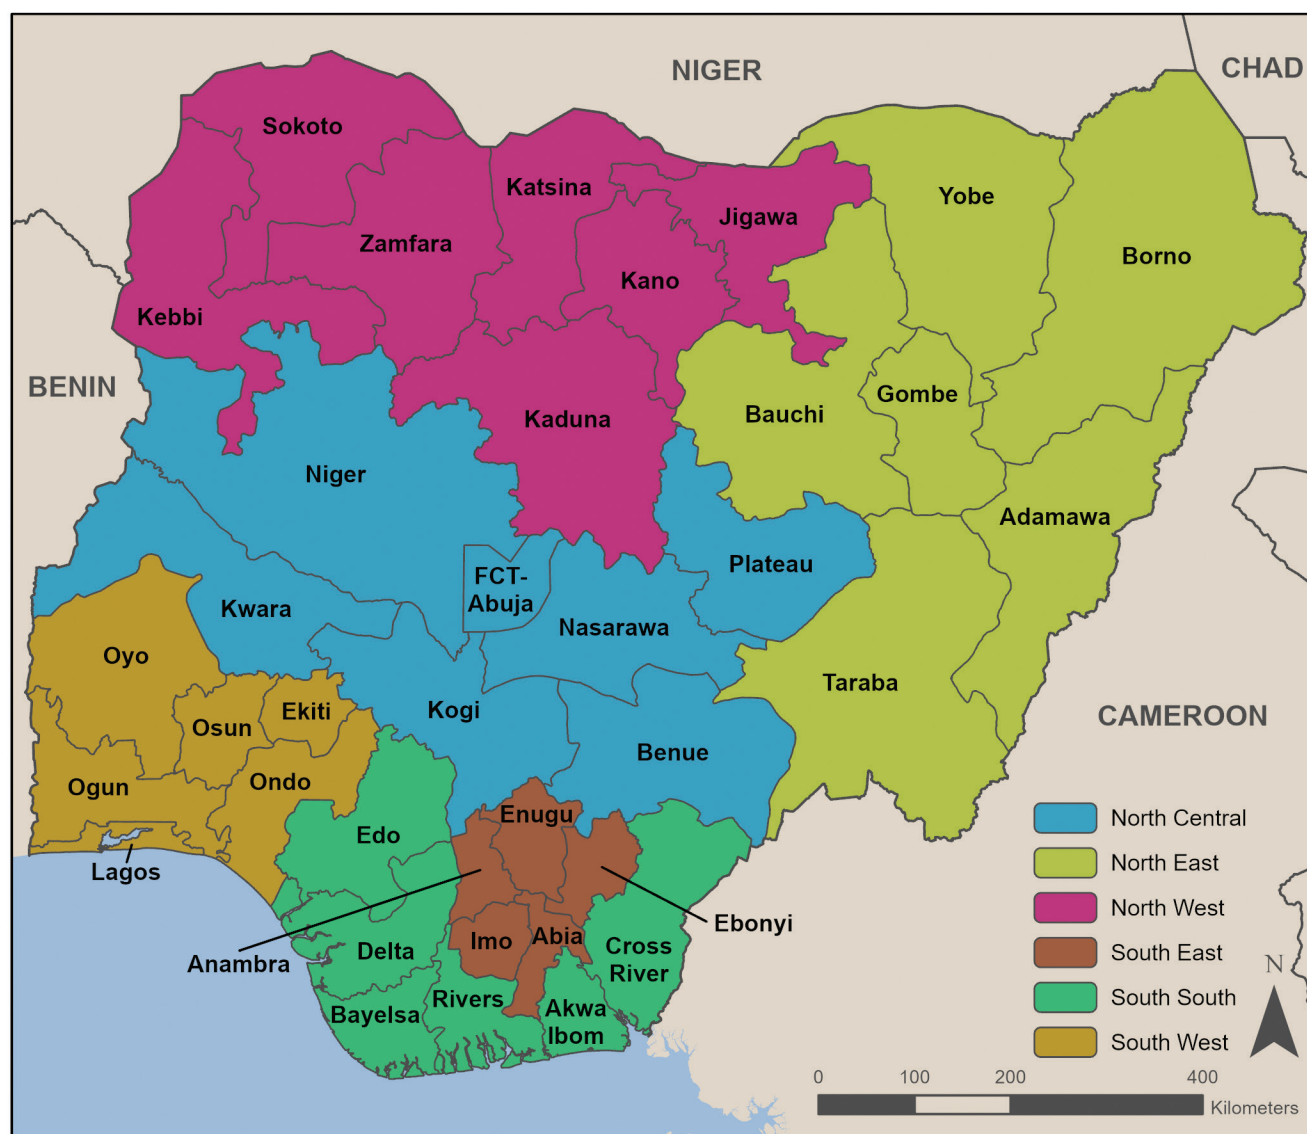 NIGER
CHAD
Sokoto
Katsina
Yobe
Jigawa
Zamfara
Borno
Kano
Kebbi
BENIN
Gombe
Bauchi
Kaduna
Niger
Adamawa
Plateau
FCT-
Abuja
Kwara
Nasarawa
Oyo
Taraba
Ekiti
Kogi
CAMEROON
Osun
Benue
Ogun
Ondo
Enugu
Edo
Lagos
Ebonyi
Anambra
Imo
Abia
Delta
Cross
River
Rivers
Bayelsa
Akwa
Ibom
North Central
North East
North West
South East
South South
South West
N
0 100 200 400
Kilometers